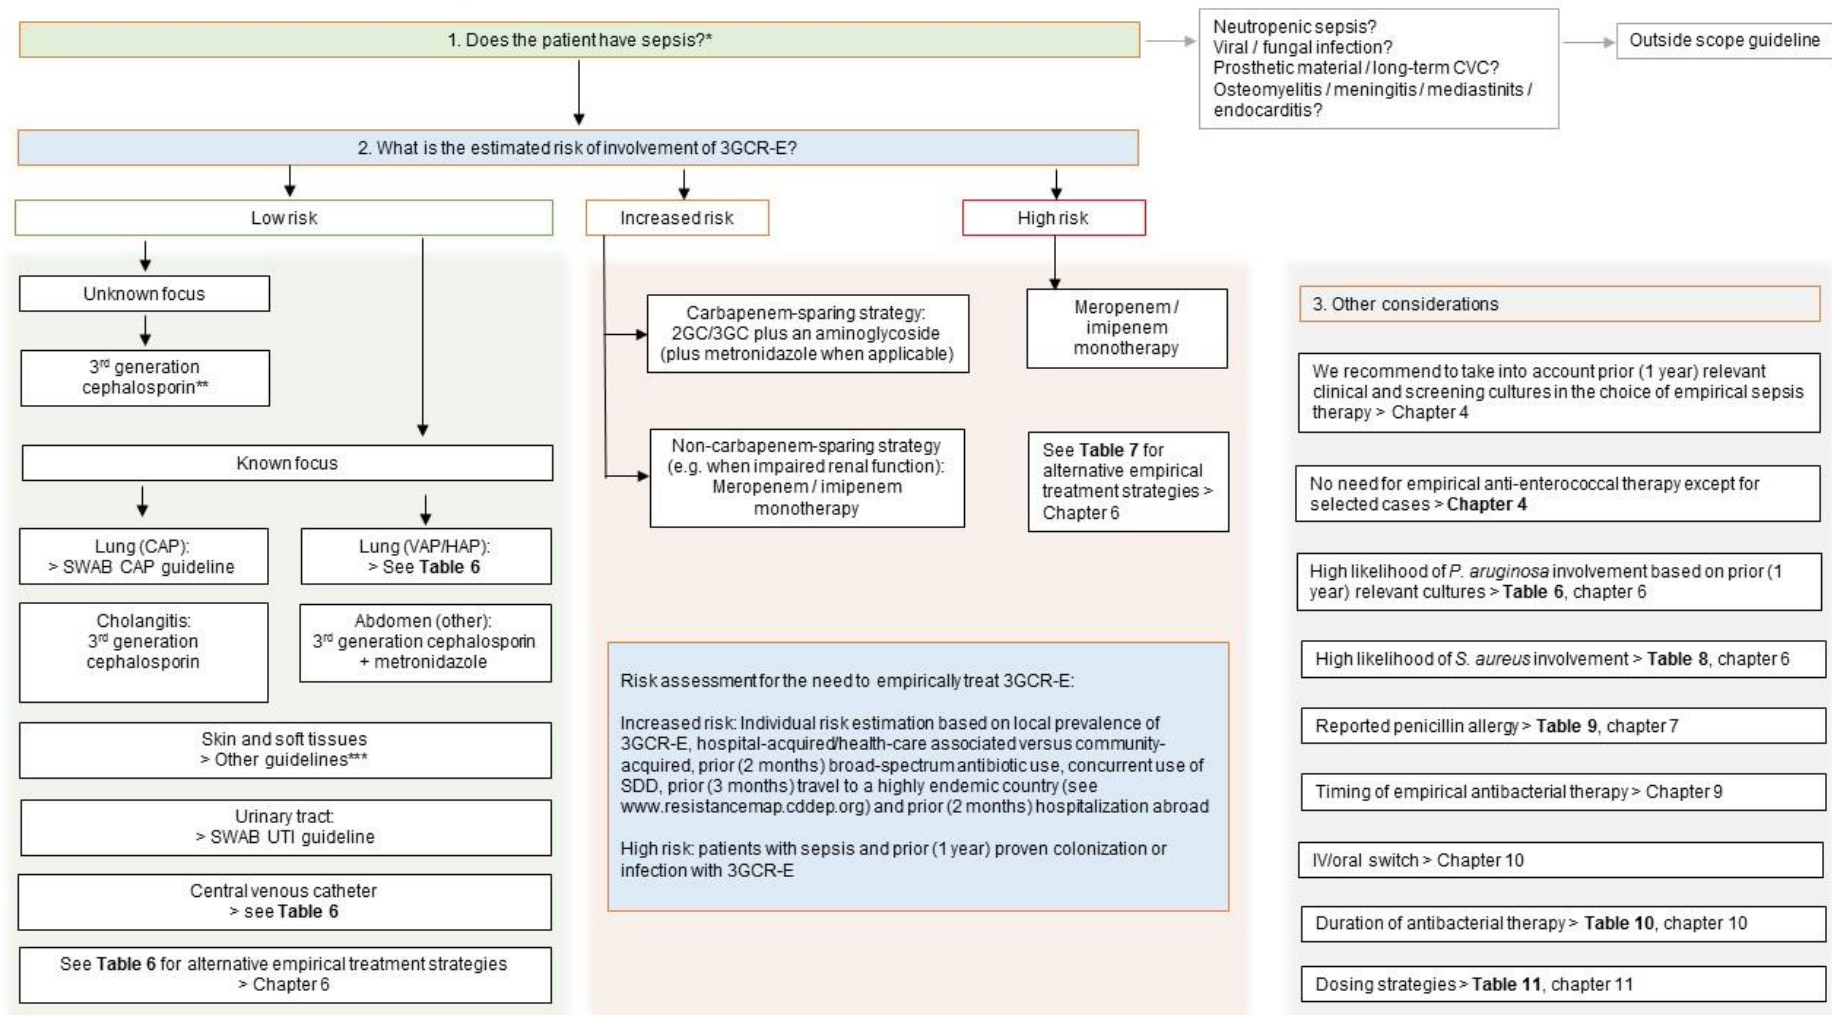 1. Does the patient have sepsis?*
Neutropenic sepsis?
Viral / fungal infection?
Prosthetic material / long-term CVC?
Osteomyelitis / meningitis / mediastinits /
endocarditis?
Outside scope guideline
2. What is the estimated risk of involvement of 3GCR-E?
Low risk
Increased risk
High risk
Unknown focus
3rd generation
cephalosporin**
Known focus
Lung (CAP):
> SWAB CAP guideline
Lung (VAP/HAP):
> See Table 6
Cholangitis:
3rd generation
cephalosporin
Abdomen (other):
3rd generation cephalosporin
+ metronidazole
Skin and soft tissues
> Other guidelines***
Urinary tract:
> SWAB UTI guideline
Central venous catheter
> see Table 6
See Table 6 for alternative empirical treatment strategies
> Chapter 6
Carbapenem-sparing strategy:
2GC/3GC plus an aminoglycoside
(plus metronidazole when applicable)
Non-carbapenem-sparing strategy
(e.g. when impaired renal function):
Meropenem / imipenem
monotherapy
Meropenem /
imipenem
monotherapy
See Table 7 for
alternative empirical
treatment strategies >
Chapter 6
Risk assessment for the need to empirically treat 3GCR-E:
Increased risk: Individual risk estimation based on local prevalence of
3GCR-E, hospital-acquired/health-care associated versus community-
acquired, prior (2 months) broad-spectrum antibiotic use, concurrent use of
SDD, prior (3 months) travel to a highly endemic country (see
www.resistancemap.cddep.org) and prior (2 months) hospitalization abroad
High risk: patients with sepsis and prior (1 year) proven colonization or
infection with 3GCR-E
3. Other considerations
We recommend to take into account prior (1 year) relevant
clinical and screening cultures in the choice of empirical sepsis
therapy > Chapter 4
No need for empirical anti-enterococcal therapy except for
selected cases > Chapter 4
High likelihood of P. aruginosa involvement based on prior (1
year) relevant cultures > Table 6, chapter 6
High likelihood of S. aureus involvement > Table 8, chapter 6
Reported penicillin allergy > Table 9, chapter 7
Timing of empirical antibacterial therapy > Chapter 9
IV/oral switch > Chapter 10
Duration of antibacterial therapy > Table 10, chapter 10
Dosing strategies > Table 11, chapter 11